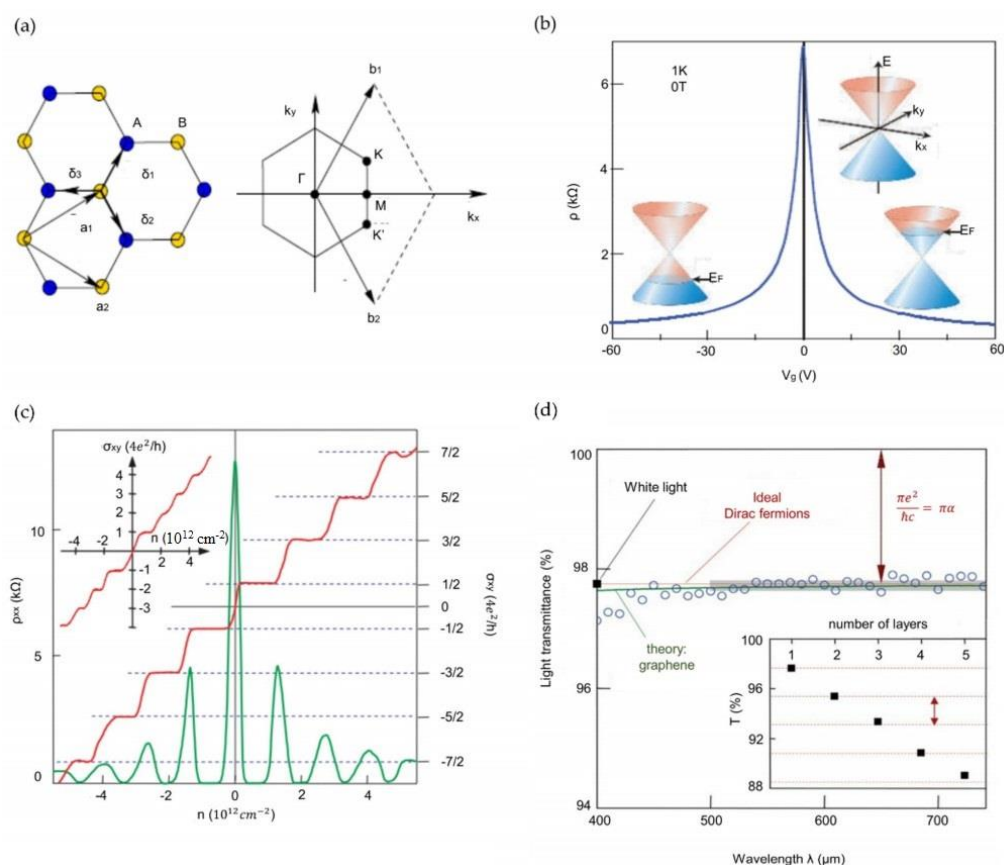 (a)
A
B
δ3
δ1
δ2
a1
a2
b1
ky
K
Γ
M
K'
kx
b2
(b)
1K
0T
E
ky
kx
EF
EF
ρ (kΩ)
6
4
2
0
-60
-30
0
30
60
Vg (V)
(c)
σxy (4e²/h)
4
3
2
1
-4
-2
2
4
n (10¹² cm⁻²)
-1
-2
-3
ρxx (kΩ)
10
5
0
7/2
5/2
3/2
1/2
0
-1/2
-3/2
-5/2
-7/2
σxy (4e²/h)
-4
-2
0
2
4
n (10¹²cm⁻²)
(d)
Light transmittance (%)
100
98
96
94
White light
Ideal
Dirac fermions
πe²/hc = πα
theory:
graphene
number of layers
1 2 3 4 5
T (%)
100
96
92
88
400
500
600
700
Wavelength λ (μm)